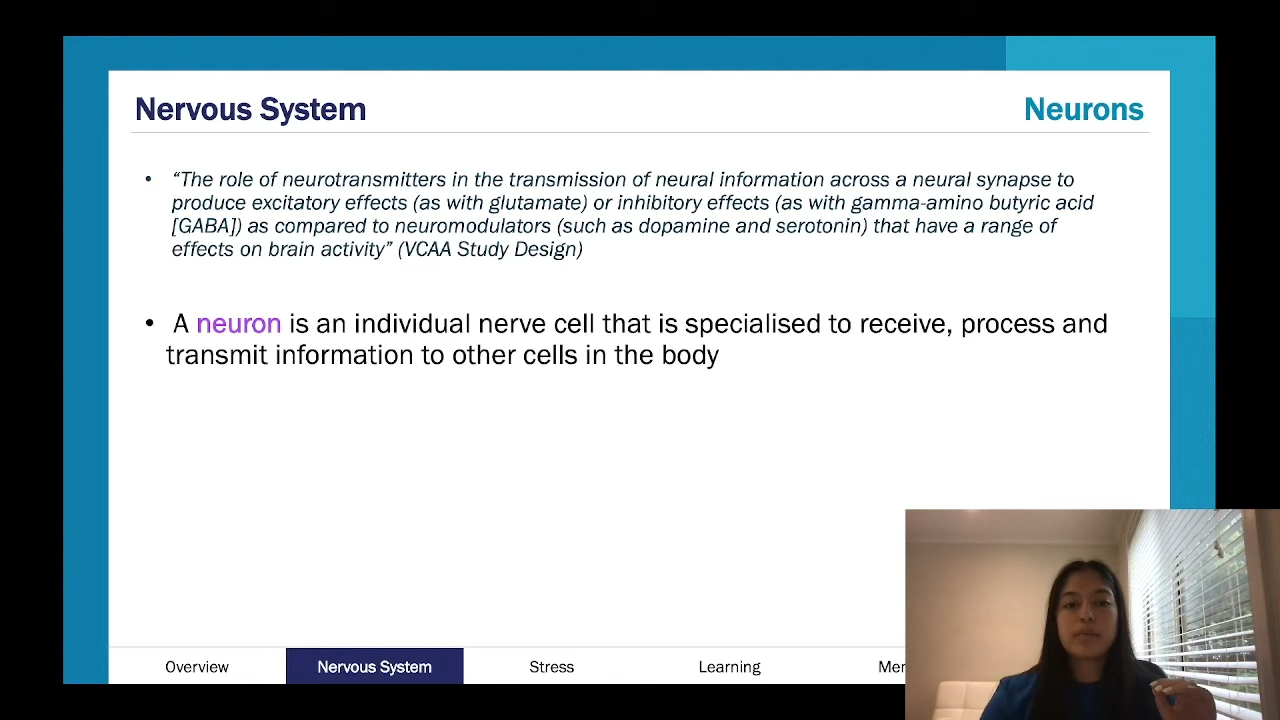 Nervous System
Neurons
• “The role of neurotransmitters in the transmission of neural information across a neural synapse to
produce excitatory effects (as with glutamate) or inhibitory effects (as with gamma-amino butyric acid
[GABA]) as compared to neuromodulators (such as dopamine and serotonin) that have a range of
effects on brain activity” (VCAA Study Design)
• A neuron is an individual nerve cell that is specialised to receive, process and
transmit information to other cells in the body
Overview
Nervous System
Stress
Learning